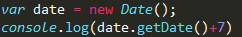 var date = new Date();
console.log(date.getDate()+7)